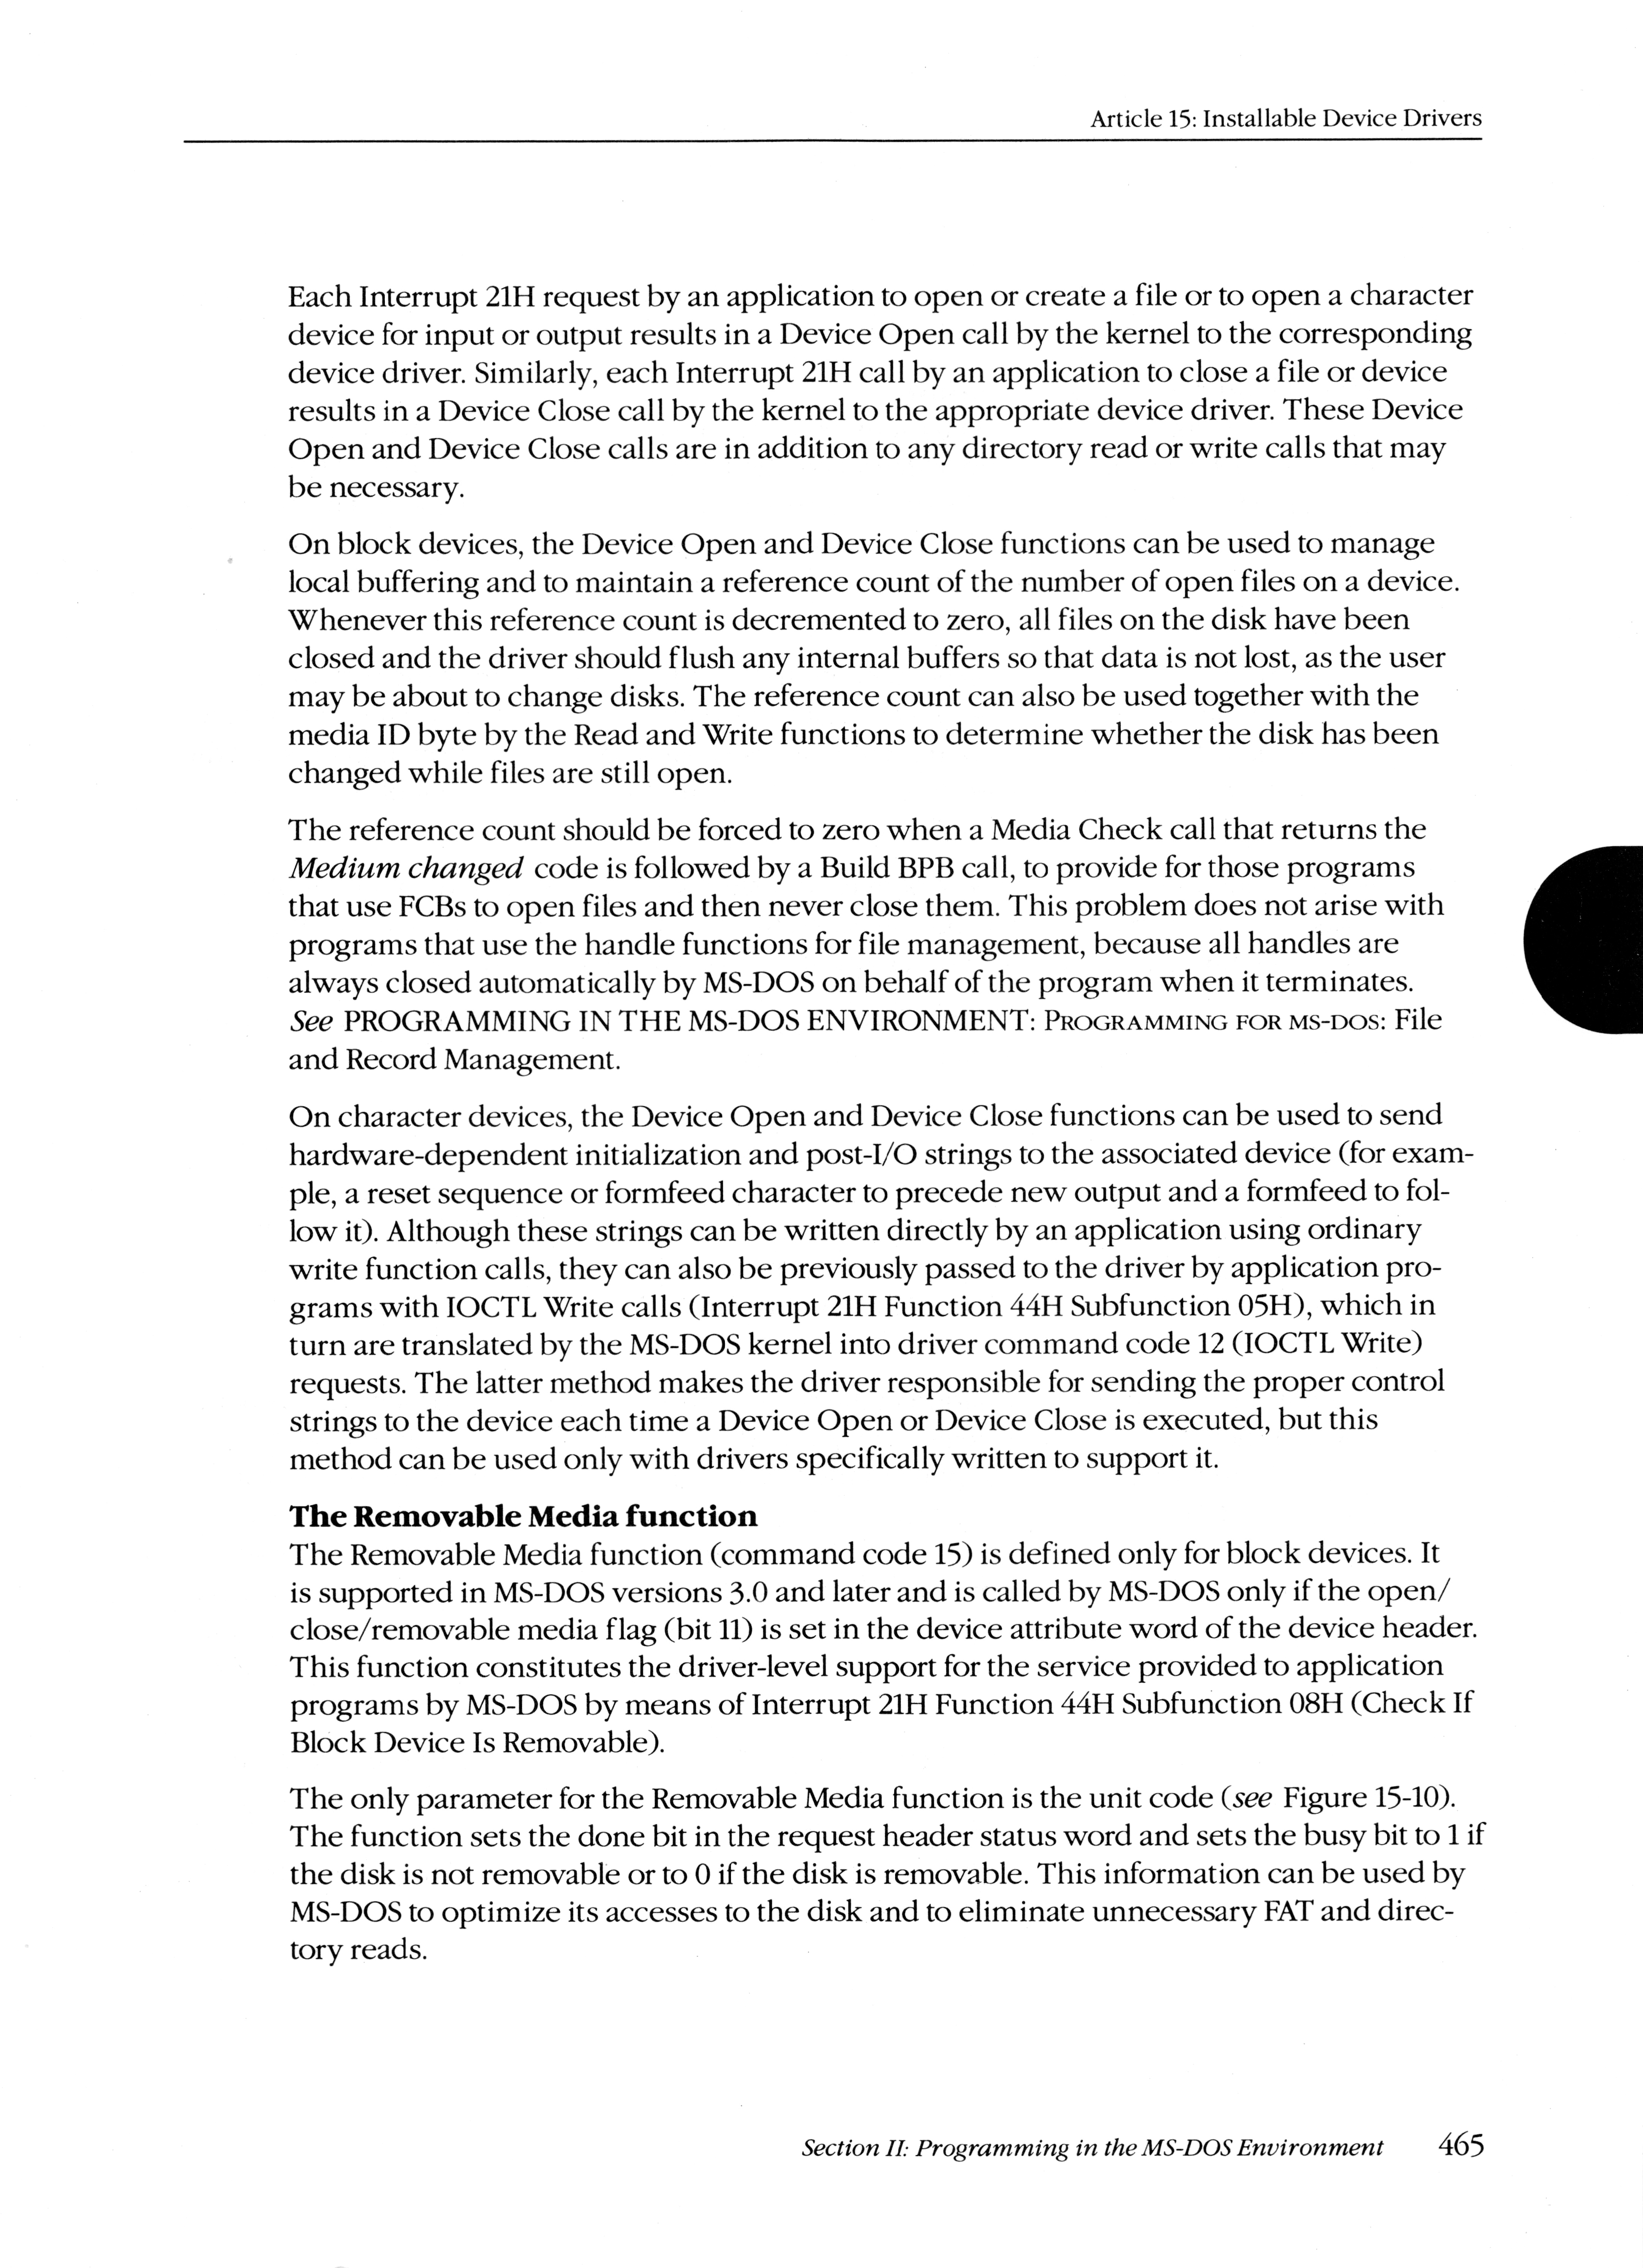 Article 15: Installable Device Drivers
Each Interrupt 21H request by an application to open or create a file or to open a character
device for input or output results in a Device Open call by the kernel to the corresponding
device driver. Similarly, each Interrupt 21H call by an application to close a file or device
results in a Device Close call by the kernel to the appropriate device driver. These Device
Open and Device Close calls are in addition to any directory read or write calls that may
be necessary.
On block devices, the Device Open and Device Close functions can be used to manage
local buffering and to maintain a reference count of the number of open files on a device.
Whenever this reference count is decremented to zero, all files on the disk have been
closed and the driver should flush any internal buffers so that data is not lost, as the user
may be about to change disks. The reference count can also be used together with the
media ID byte by the Read and Write functions to determine whether the disk has been
changed while files are still open.
The reference count should be forced to zero when a Media Check call that returns the
Medium changed code is followed by a Build BPB call, to provide for those programs
that use FCBs to open files and then never close them. This problem does not arise with
programs that use the handle functions for file management, because all handles are
always closed automatically by MS-DOS on behalf of the program when it terminates.
See PROGRAMMING IN THE MS-DOS ENVIRONMENT: PROGRAMMING FOR MS-DOS: File
and Record Management.
On character devices, the Device Open and Device Close functions can be used to send
hardware-dependent initialization and post-I/O strings to the associated device (for exam-
ple, a reset sequence or formfeed character to precede new output and a formfeed to fol-
low it). Although these strings can be written directly by an application using ordinary
write function calls, they can also be previously passed to the driver by application pro-
grams with IOCTL Write calls (Interrupt 21H Function 44H Subfunction 05H), which in
turn are translated by the MS-DOS kernel into driver command code 12 (IOCTL Write)
requests. The latter method makes the driver responsible for sending the proper control
strings to the device each time a Device Open or Device Close is executed, but this
method can be used only with drivers specifically written to support it.
The Removable Media function
The Removable Media function (command code 15) is defined only for block devices. It
is supported in MS-DOS versions 3.0 and later and is called by MS-DOS only if the open/
close/removable media flag (bit 11) is set in the device attribute word of the device header.
This function constitutes the driver-level support for the service provided to application
programs by MS-DOS by means of Interrupt 21H Function 44H Subfunction 08H (Check If
Block Device Is Removable).
The only parameter for the Removable Media function is the unit code (see Figure 15-10).
The function sets the done bit in the request header status word and sets the busy bit to 1 if
the disk is not removable or to 0 if the disk is removable. This information can be used by
MS-DOS to optimize its accesses to the disk and to eliminate unnecessary FAT and direc-
tory reads.
Section II: Programming in the MS-DOS Environment 465